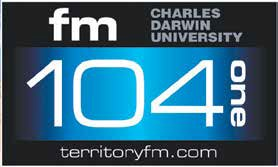 fm
CHARLES
DARWIN
UNIVERSITY
104
one
territoryfm.com